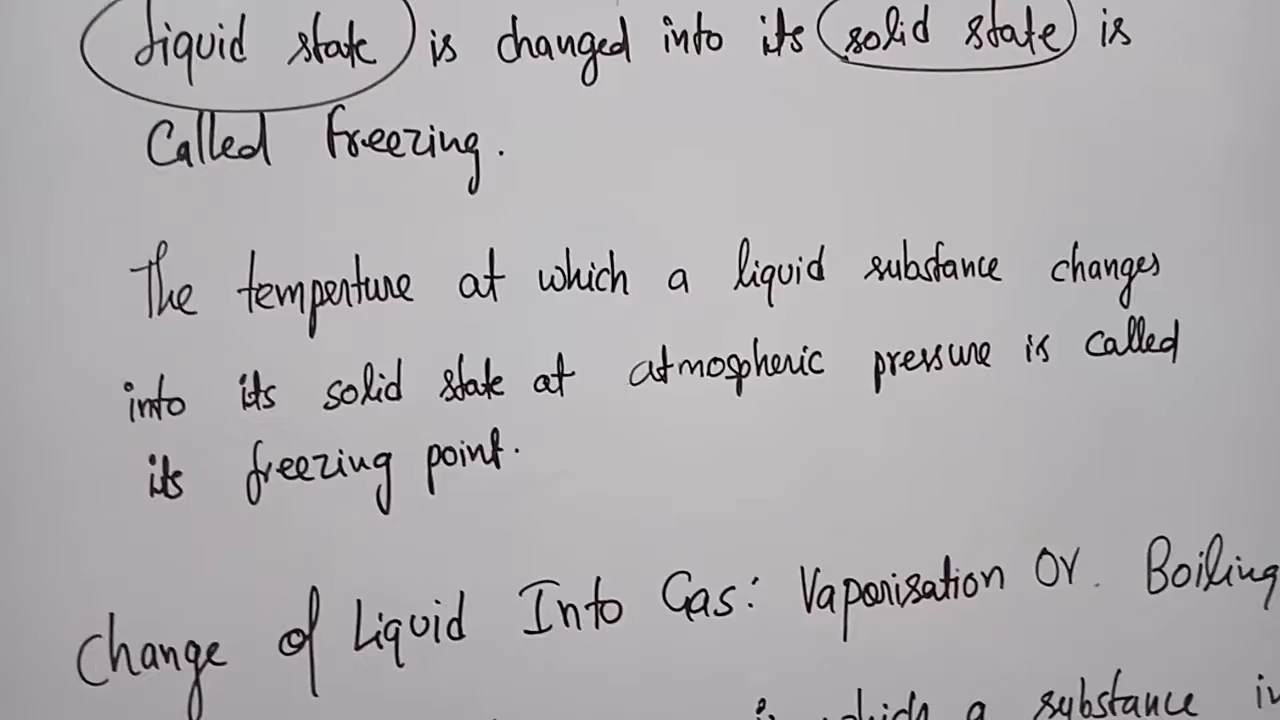 liquid state is changed into its solid state is
Called freezing.
The temperture at which a liquid substance changes
into its solid state at atmospheric pressure is called
its freezing point.
Change of Liquid Into Gas: Vaporisation Or. Boiling
which a substance